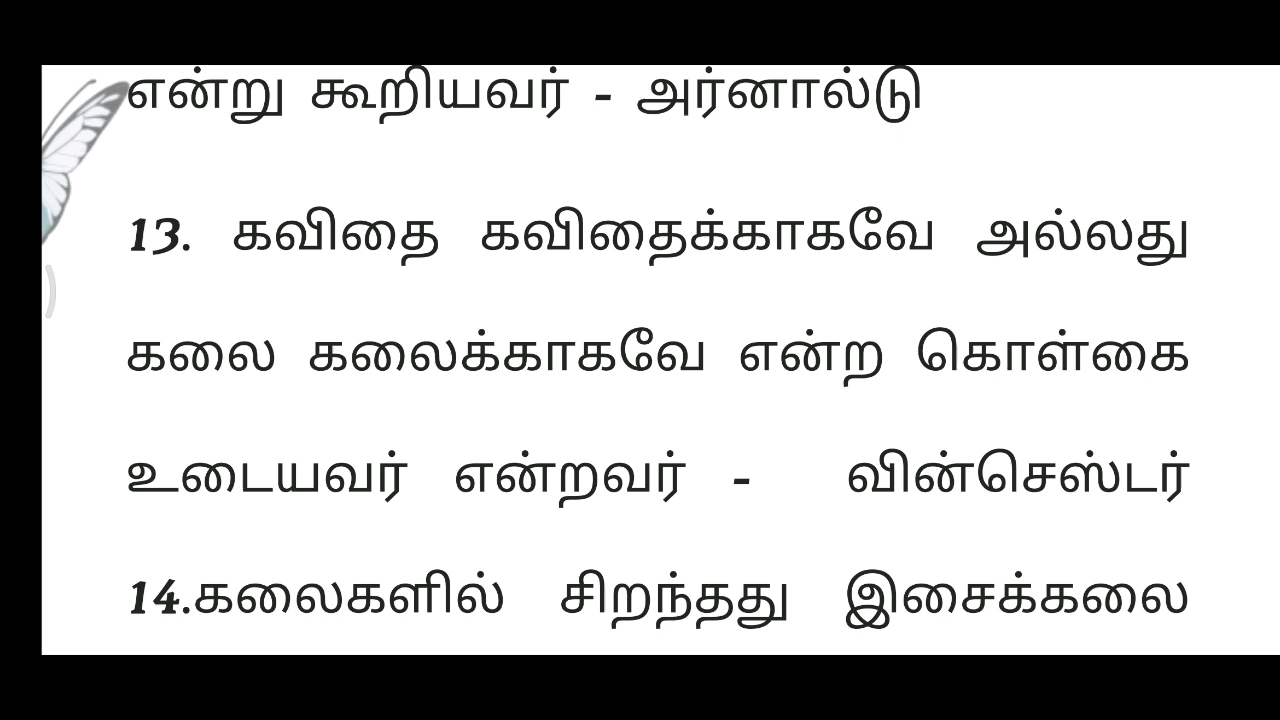 என்று கூறியவர் - அர்னால்டு
13. கவிதை கவிதைக்காகவே அல்லது
கலை கலைக்காகவே என்ற கொள்கை
உடையவர் என்றவர் - வின்செஸ்டர்
14.கலைகளில் சிறந்தது இசைக்கலை